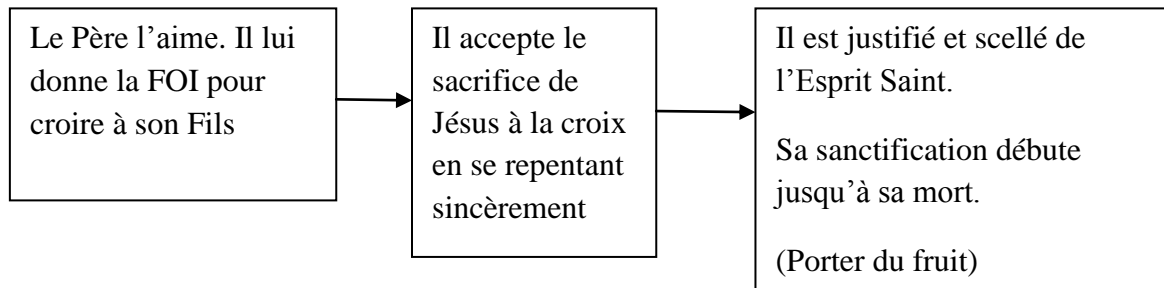 Le Père l’aime. Il lui
donne la FOI pour
croire à son Fils
Il accepte le
sacrifice de
Jésus à la croix
en se repentant
sincèrement
Il est justifié et scellé de
l’Esprit Saint.
Sa sanctification débute
jusqu’à sa mort.
(Porter du fruit)